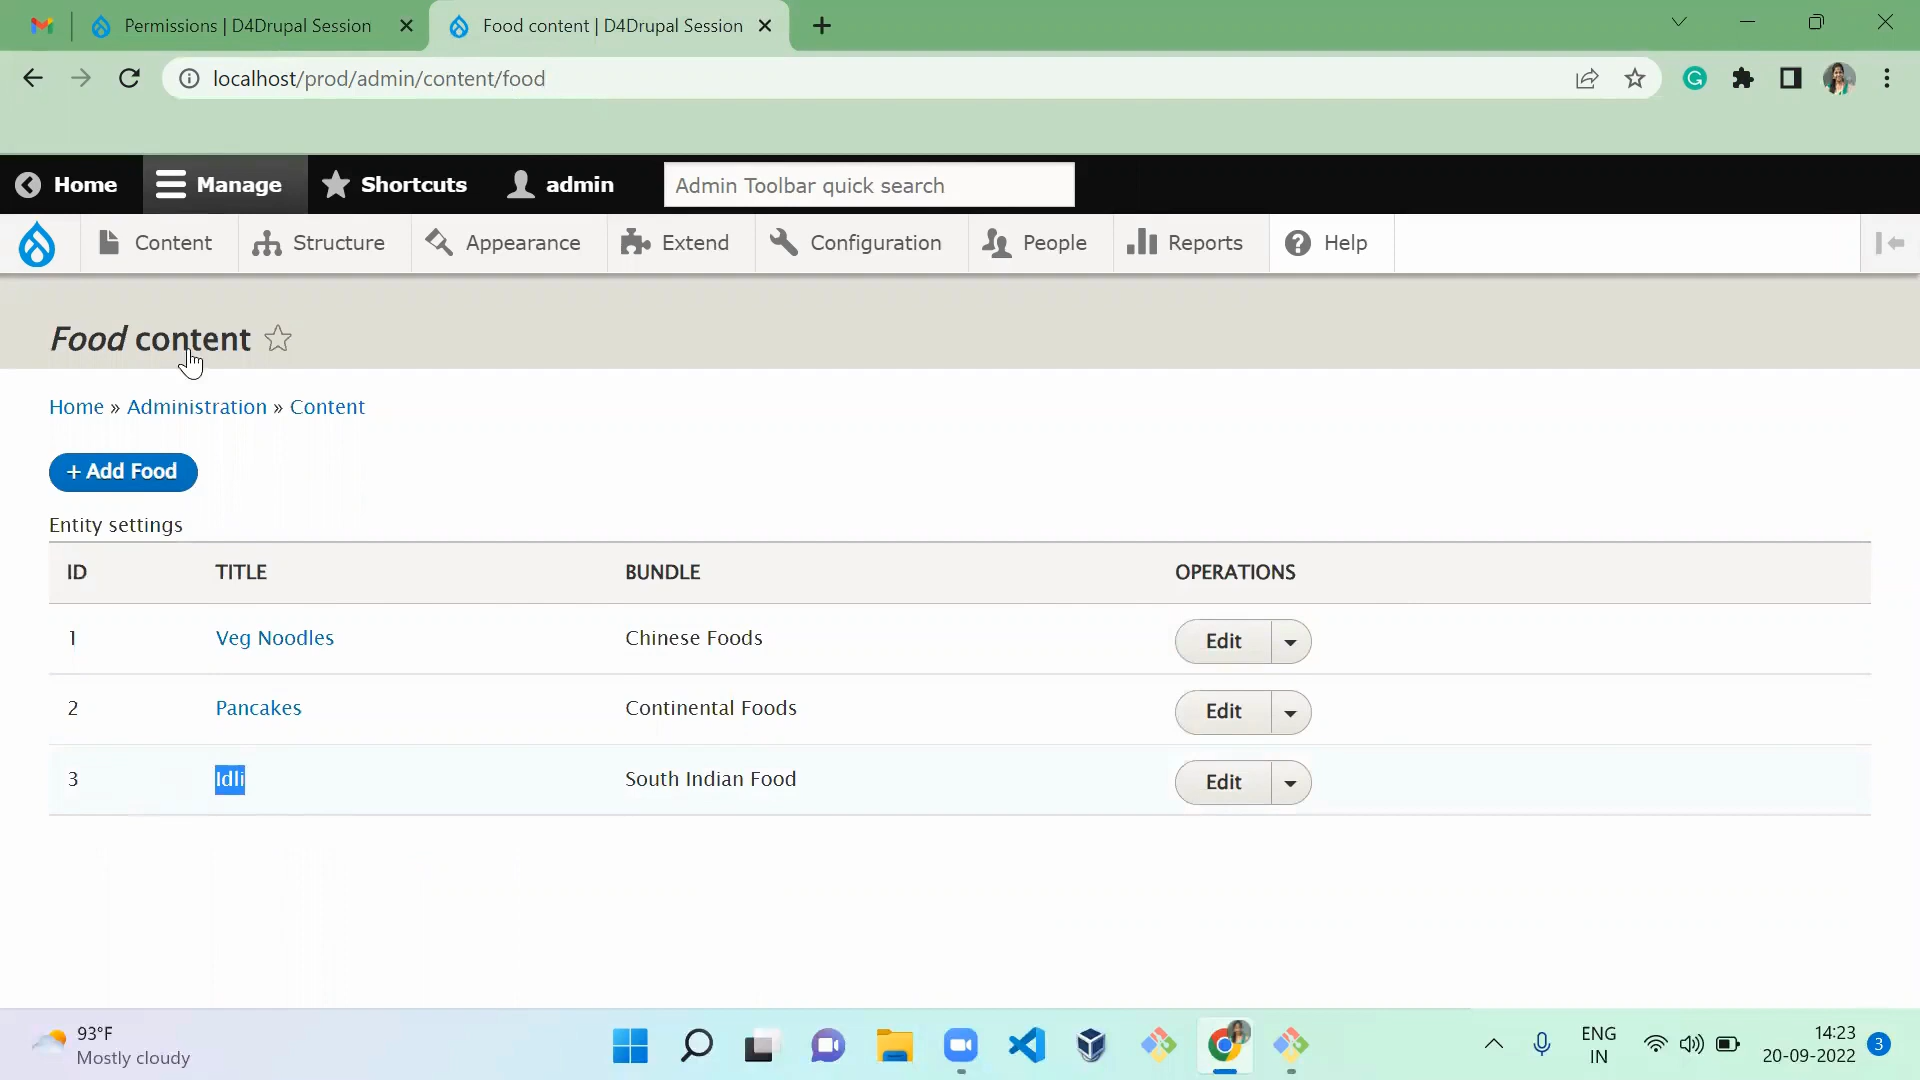 Permissions | D4Drupal Session
Food content | D4Drupal Session
localhost/prod/admin/content/food
Home
Manage
Shortcuts
admin
Admin Toolbar quick search
Content
Structure
Appearance
Extend
Configuration
People
Reports
Help
Food content
Home » Administration » Content
+ Add Food
Entity settings
ID TITLE BUNDLE OPERATIONS
1 Veg Noodles Chinese Foods Edit
2 Pancakes Continental Foods Edit
3 Idli South Indian Food Edit
93°F
Mostly cloudy
ENG
IN
14:23
20-09-2022
3